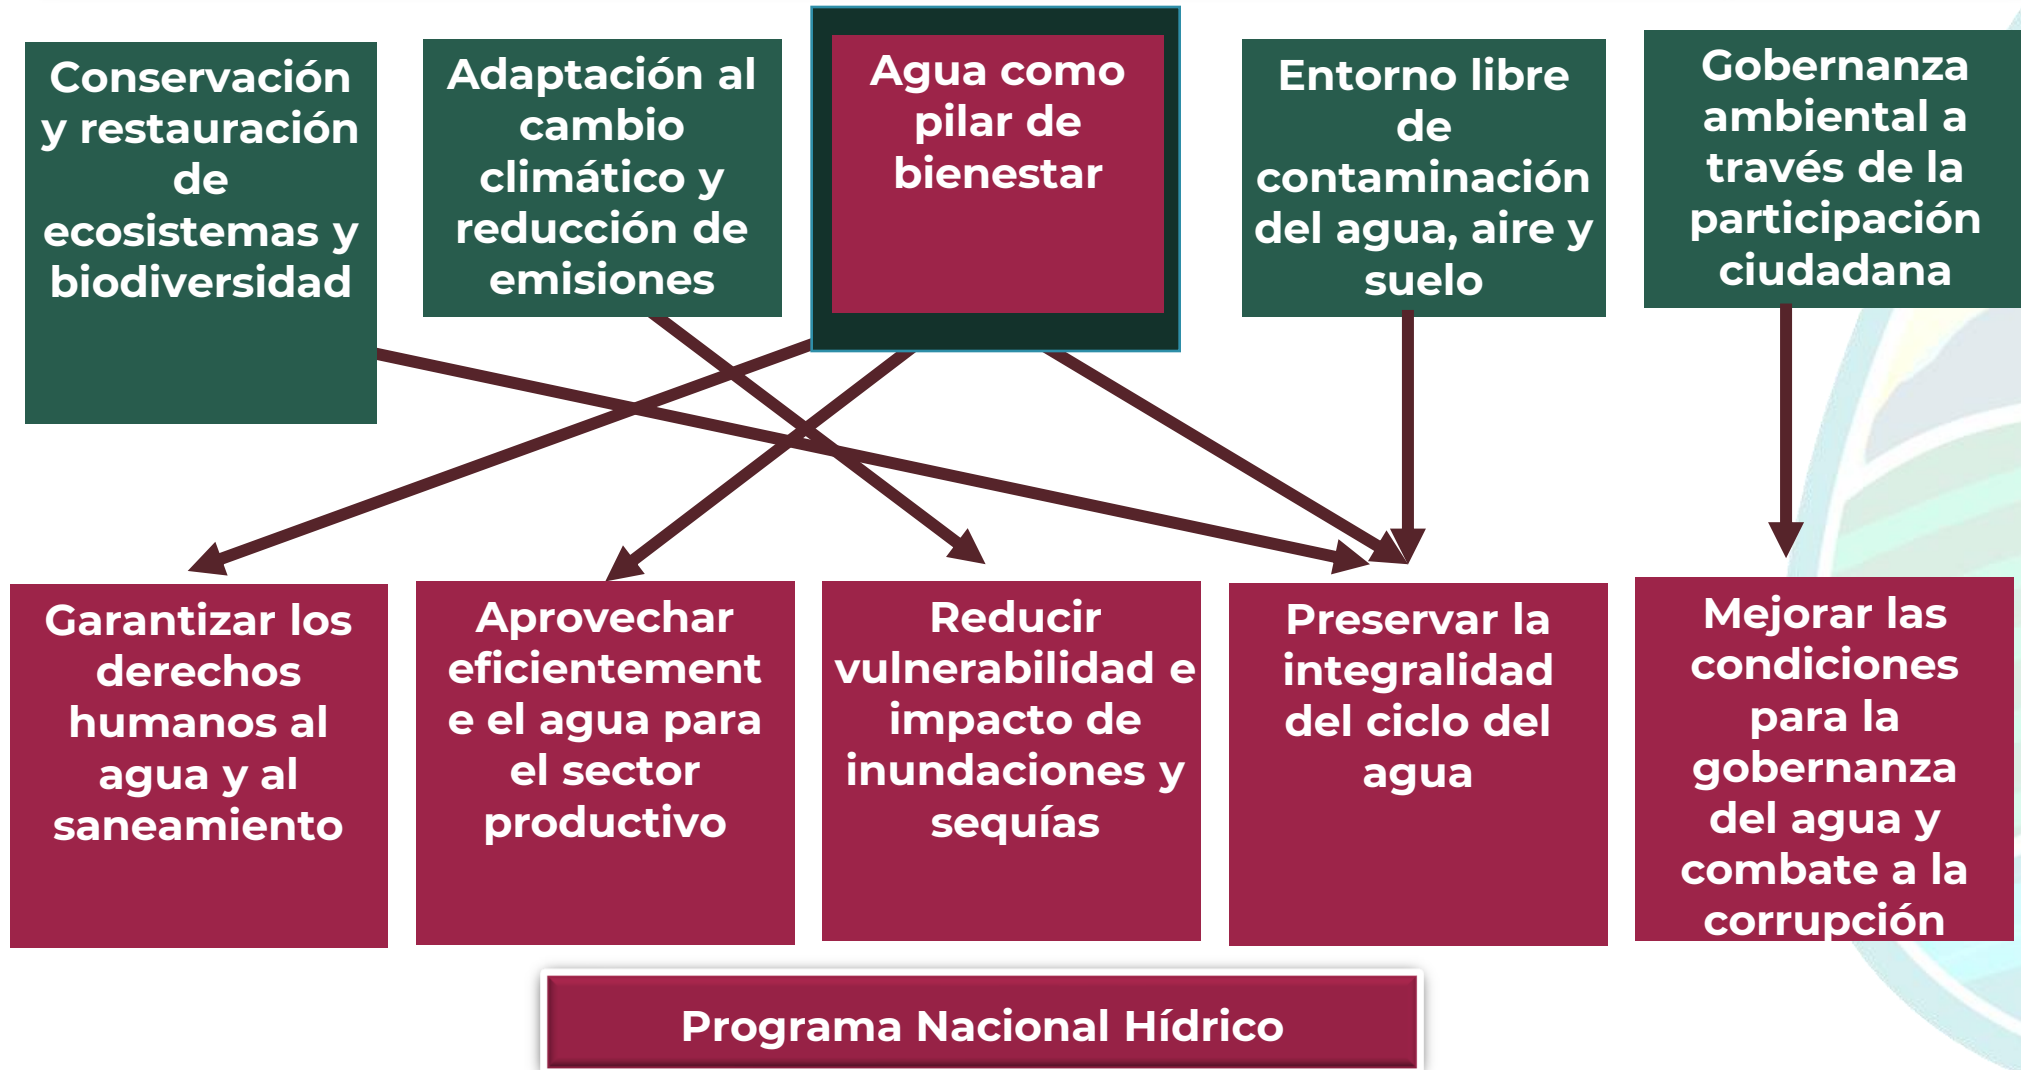 Conservación
y restauración
de
ecosistemas y
biodiversidad
Adaptación al
cambio
climático y
reducción de
emisiones
Agua como
pilar de
bienestar
Entorno libre
de
contaminación
del agua, aire y
suelo
Gobernanza
ambiental a
través de la
participación
ciudadana
Garantizar los
derechos
humanos al
agua y al
saneamiento
Aprovechar
eficientement
e el agua para
el sector
productivo
Reducir
vulnerabilidad e
impacto de
inundaciones y
sequías
Preservar la
integralidad
del ciclo del
agua
Mejorar las
condiciones
para la
gobernanza
del agua y
combate a la
corrupción
Programa Nacional Hídrico